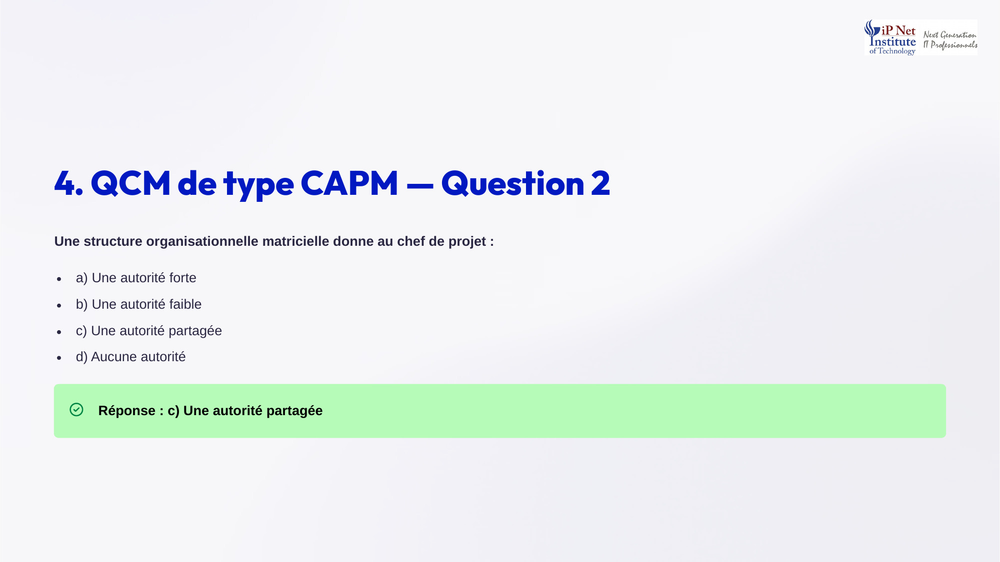 iP Net
Institute
of Technology
Next Generation
IT Professionnels
4. QCM de type CAPM — Question 2
Une structure organisationnelle matricielle donne au chef de projet :
• a) Une autorité forte
• b) Une autorité faible
• c) Une autorité partagée
• d) Aucune autorité
Réponse : c) Une autorité partagée